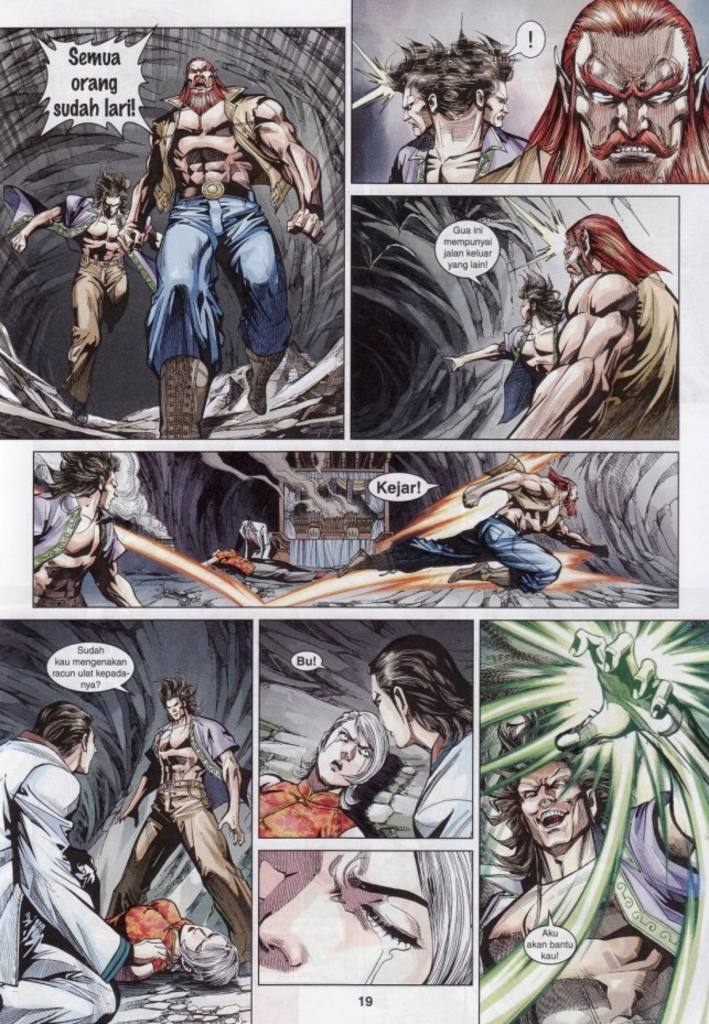 Semua
orang
sudah lari!
!
Gua ini
mempunyai
jalan keluar
yang lain!
Kejar!
Sudah
kau mengenakan
racun ulat kepada-
nya?
Bu!
Aku
akan bantu
kau!
19